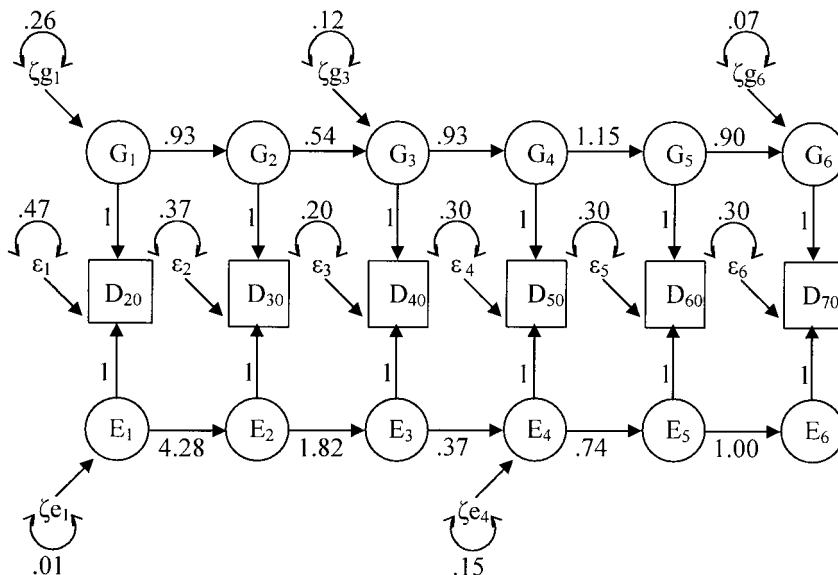 .26 .12 .07
ζg₁ ζg₃ ζg₆
.93 .54 .93 1.15 .90
G₁ G₂ G₃ G₄ G₅ G₆
.47 .37 .20 .30 .30 .30
1 1 1 1 1 1
ε₁ ε₂ ε₃ ε₄ ε₅ ε₆
D₂₀ D₃₀ D₄₀ D₅₀ D₆₀ D₇₀
1 1 1 1 1 1
E₁ E₂ E₃ E₄ E₅ E₆
4.28 1.82 .37 .74 1.00
ζe₁ ζe₄
.01 .15